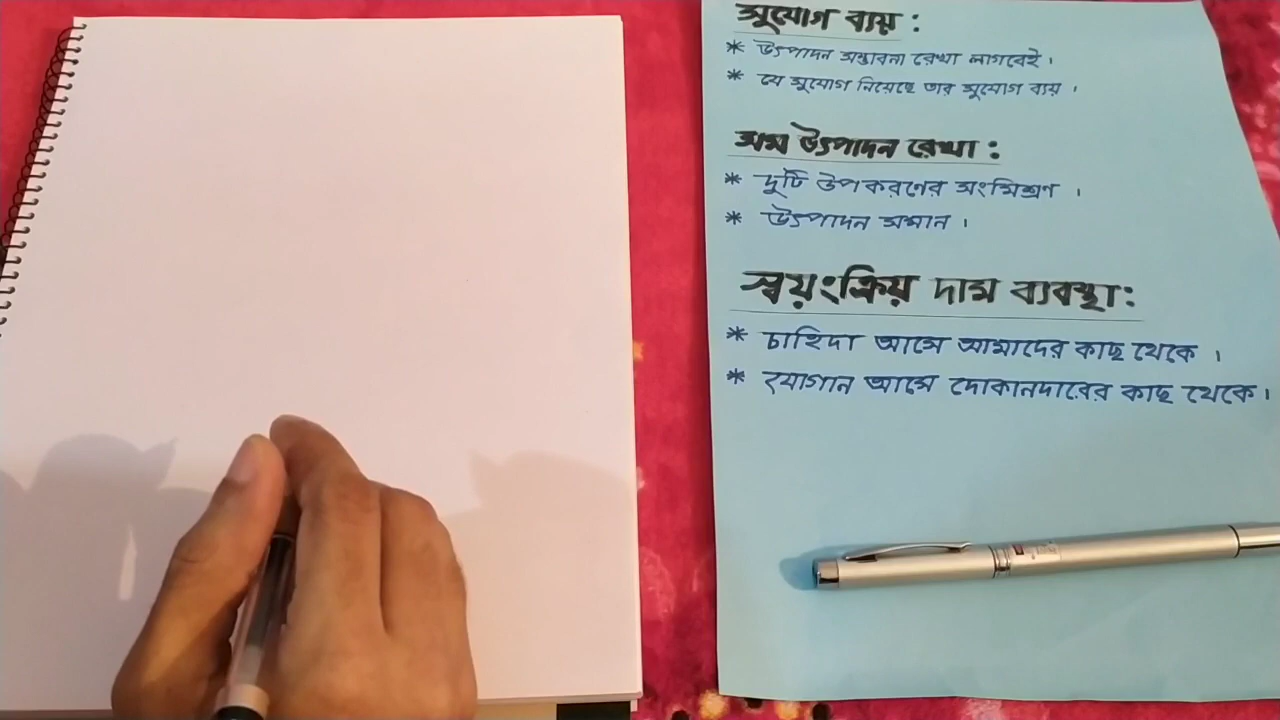 সুযোগ ব্যয় :
* উৎপাদন সম্ভাবনা রেখা লাগবেই।
* যে সুযোগ নিয়েছে তার সুযোগ ব্যয় ।
সম উৎপাদন রেখা :
* দুটি উপকরণের সংমিশ্রণ ।
* উৎপাদন সমান ।
স্বয়ংক্রিয় দাম ব্যবস্থা:
* চাহিদা আসে আমাদের কাছ থেকে ।
* যোগান আসে দোকানদারের কাছ থেকে।